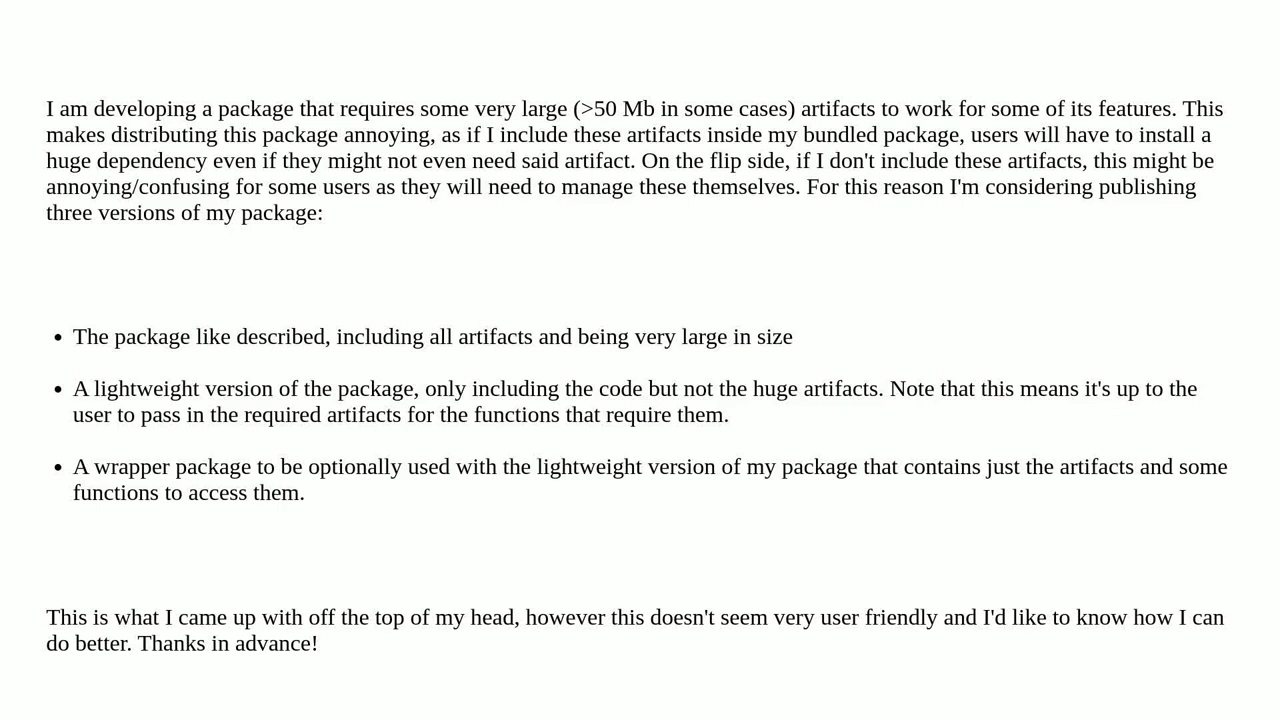 I am developing a package that requires some very large (>50 Mb in some cases) artifacts to work for some of its features. This
makes distributing this package annoying, as if I include these artifacts inside my bundled package, users will have to install a
huge dependency even if they might not even need said artifact. On the flip side, if I don't include these artifacts, this might be
annoying/confusing for some users as they will need to manage these themselves. For this reason I'm considering publishing
three versions of my package:
• The package like described, including all artifacts and being very large in size
• A lightweight version of the package, only including the code but not the huge artifacts. Note that this means it's up to the
user to pass in the required artifacts for the functions that require them.
• A wrapper package to be optionally used with the lightweight version of my package that contains just the artifacts and some
functions to access them.
This is what I came up with off the top of my head, however this doesn't seem very user friendly and I'd like to know how I can
do better. Thanks in advance!